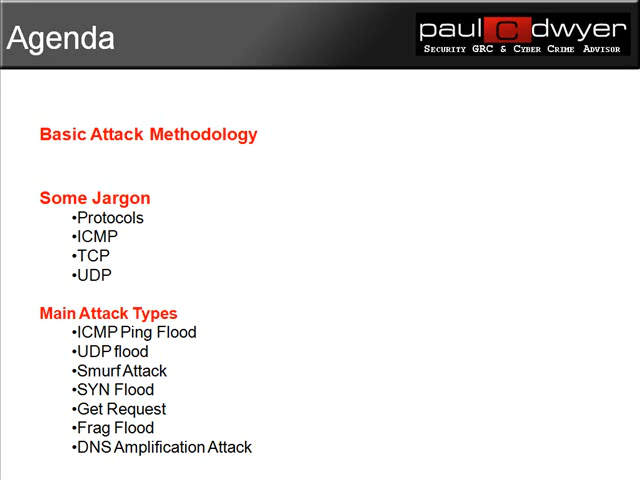 Agenda
paul C dwyer
SECURITY GRC & CYBER CRIME ADVISOR
Basic Attack Methodology
Some Jargon
•Protocols
•ICMP
•TCP
•UDP
Main Attack Types
•ICMP Ping Flood
•UDP flood
•Smurf Attack
•SYN Flood
•Get Request
•Frag Flood
•DNS Amplification Attack